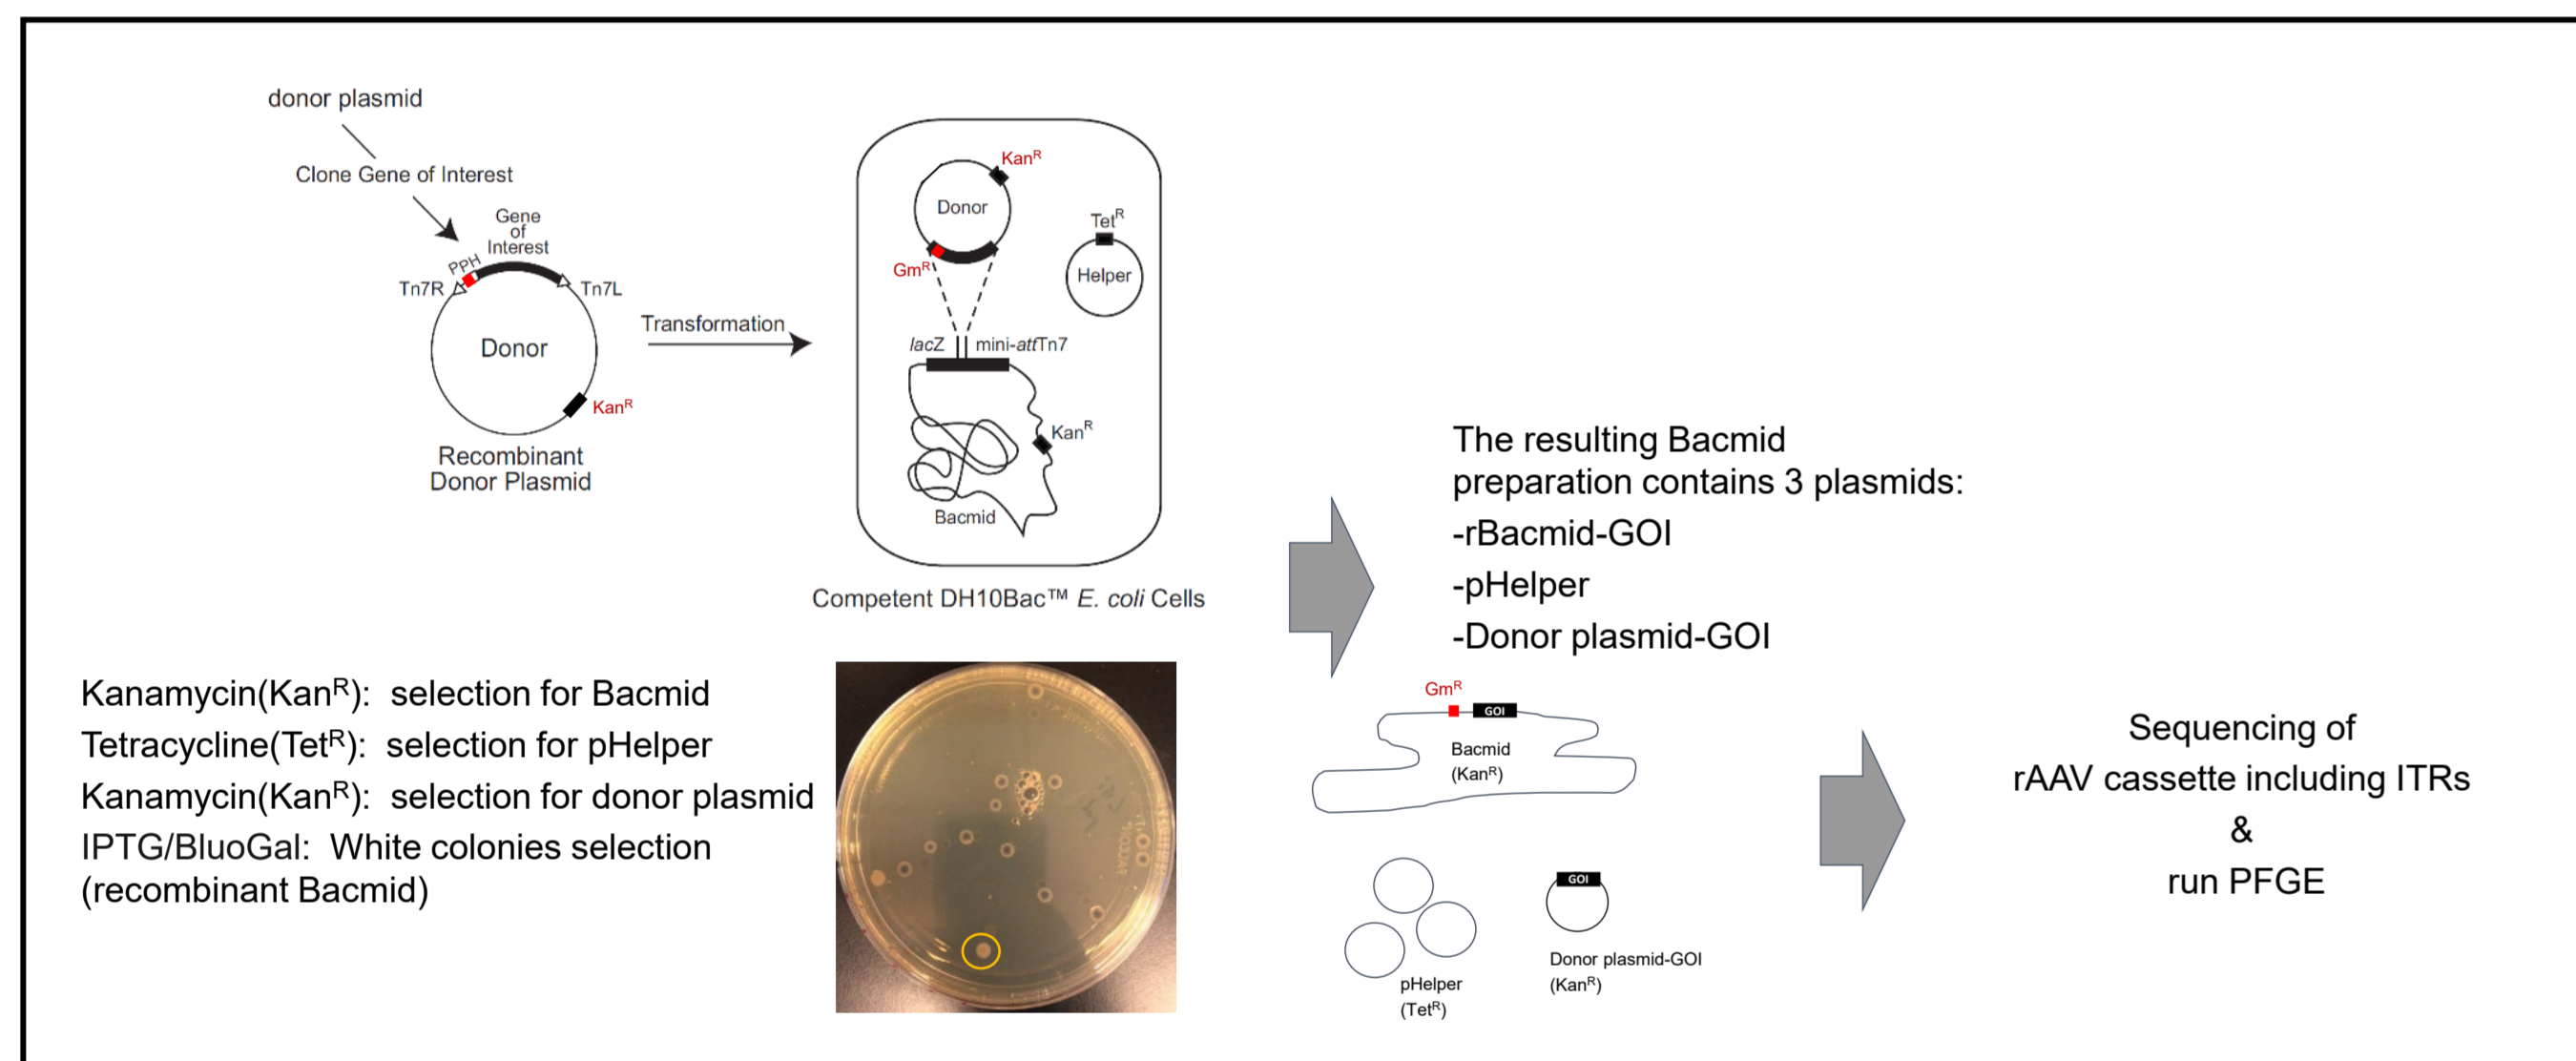 donor plasmid
Clone Gene of Interest
Gene
of
Interest
PPH
Tn7R
Tn7L
Donor
KanR
Recombinant
Donor Plasmid
Transformation
KanR
Donor
GmR
TetR
Helper
lacZ
mini-attTn7
KanR
Bacmid
Competent DH10Bac™ E. coli Cells
Kanamycin(KanR): selection for Bacmid
Tetracycline(TetR): selection for pHelper
Kanamycin(KanR): selection for donor plasmid
IPTG/BluoGal: White colonies selection
(recombinant Bacmid)
The resulting Bacmid
preparation contains 3 plasmids:
-rBacmid-GOI
-pHelper
-Donor plasmid-GOI
GmR
GOI
Bacmid
(KanR)
GOI
pHelper
(TetR)
Donor plasmid-GOI
(KanR)
Sequencing of
rAAV cassette including ITRs
&
run PFGE